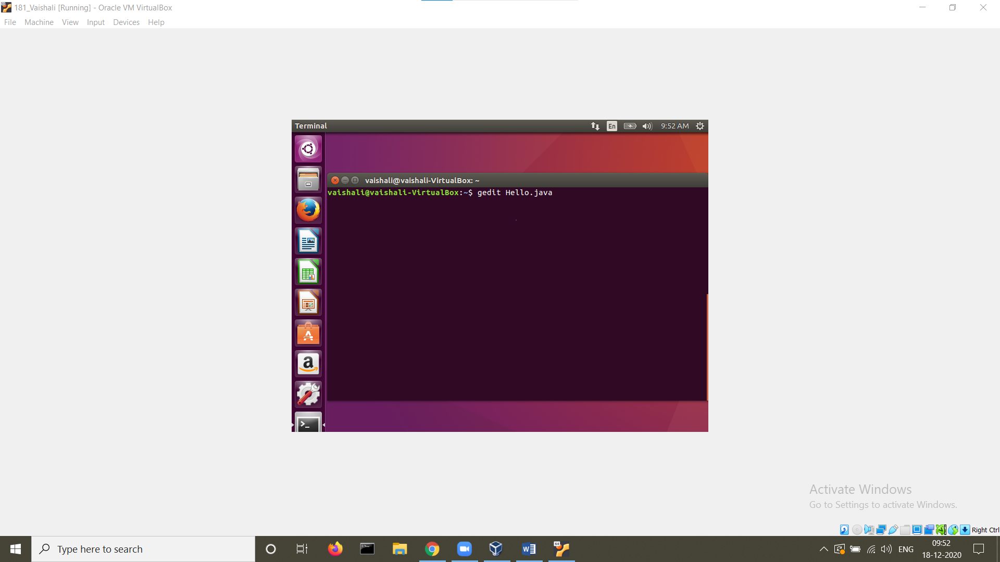 181_Vaishali [Running] - Oracle VM VirtualBox
File Machine View Input Devices Help
Terminal
En
9:52 AM
vaishali@vaishali-VirtualBox: ~
vaishali@vaishali-VirtualBox:~$ gedit Hello.java
Activate Windows
Go to Settings to activate Windows.
Right Ctrl
Type here to search
ENG
09:52
18-12-2020